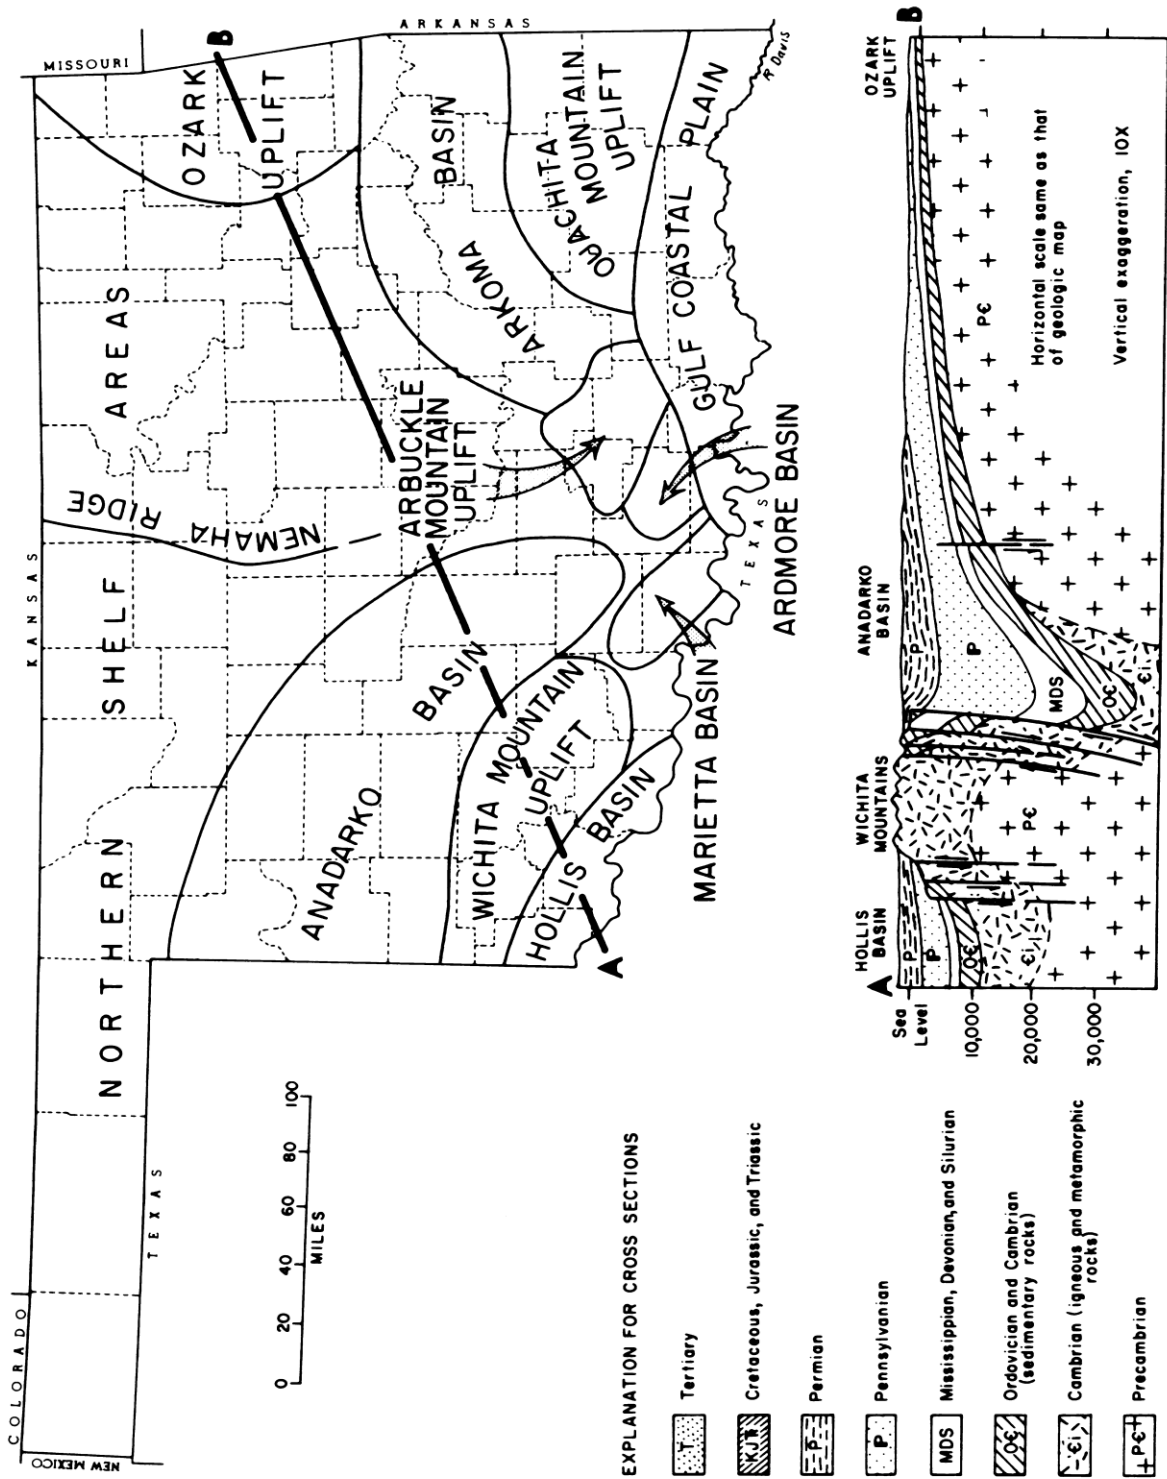 COLORADO
NEW MEXICO
KANSAS
MISSOURI
ARKANSAS
TEXAS
TEXAS
NORTHERN SHELF AREAS
NEMAHA RIDGE
OZARK
UPLIFT
B
ANADARKO
BASIN
ARBUCKLE
MOUNTAIN
UPLIFT
ARKOMA
BASIN
OUACHITA
MOUNTAIN
UPLIFT
WICHITA MOUNTAIN
UPLIFT
HOLLIS BASIN
GULF COASTAL PLAIN
A
MARIETTA BASIN
ARDMORE BASIN
R Davis
0 20 40 60 80 100
MILES
EXPLANATION FOR CROSS SECTIONS
T Tertiary
KJŦ Cretaceous, Jurassic, and Triassic
P Permian
P Pennsylvanian
MDS Mississippian, Devonian, and Silurian
O€ Ordovician and Cambrian
(sedimentary rocks)
€i Cambrian (igneous and metamorphic
rocks)
P€ Precambrian
A
HOLLIS
BASIN
WICHITA
MOUNTAINS
ANADARKO
BASIN
OZARK
UPLIFT
B
Sea
Level
10,000
20,000
30,000
P
P
O€
€i
P€
P
P
MDS
O€
€i
P€
Horizontal scale same as that
of geologic map
Vertical exaggeration, 10X